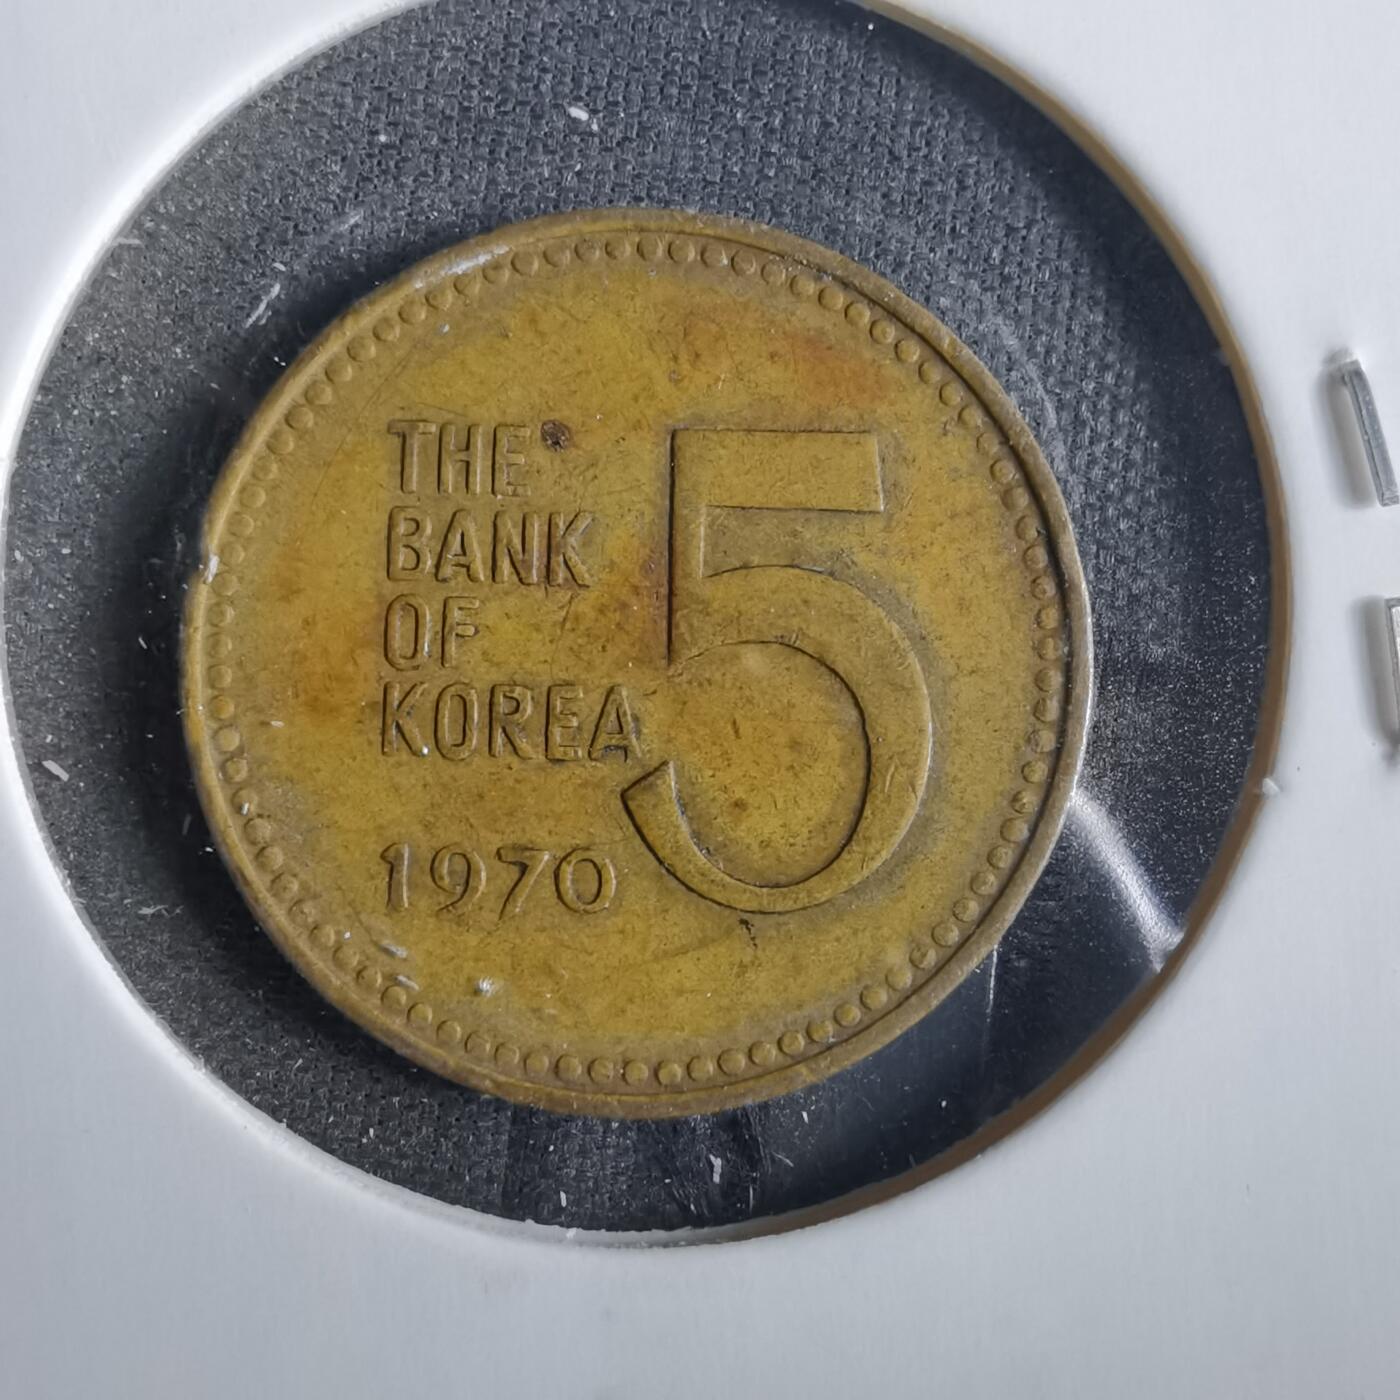 THE
BANK
OF
KOREA
1970
5